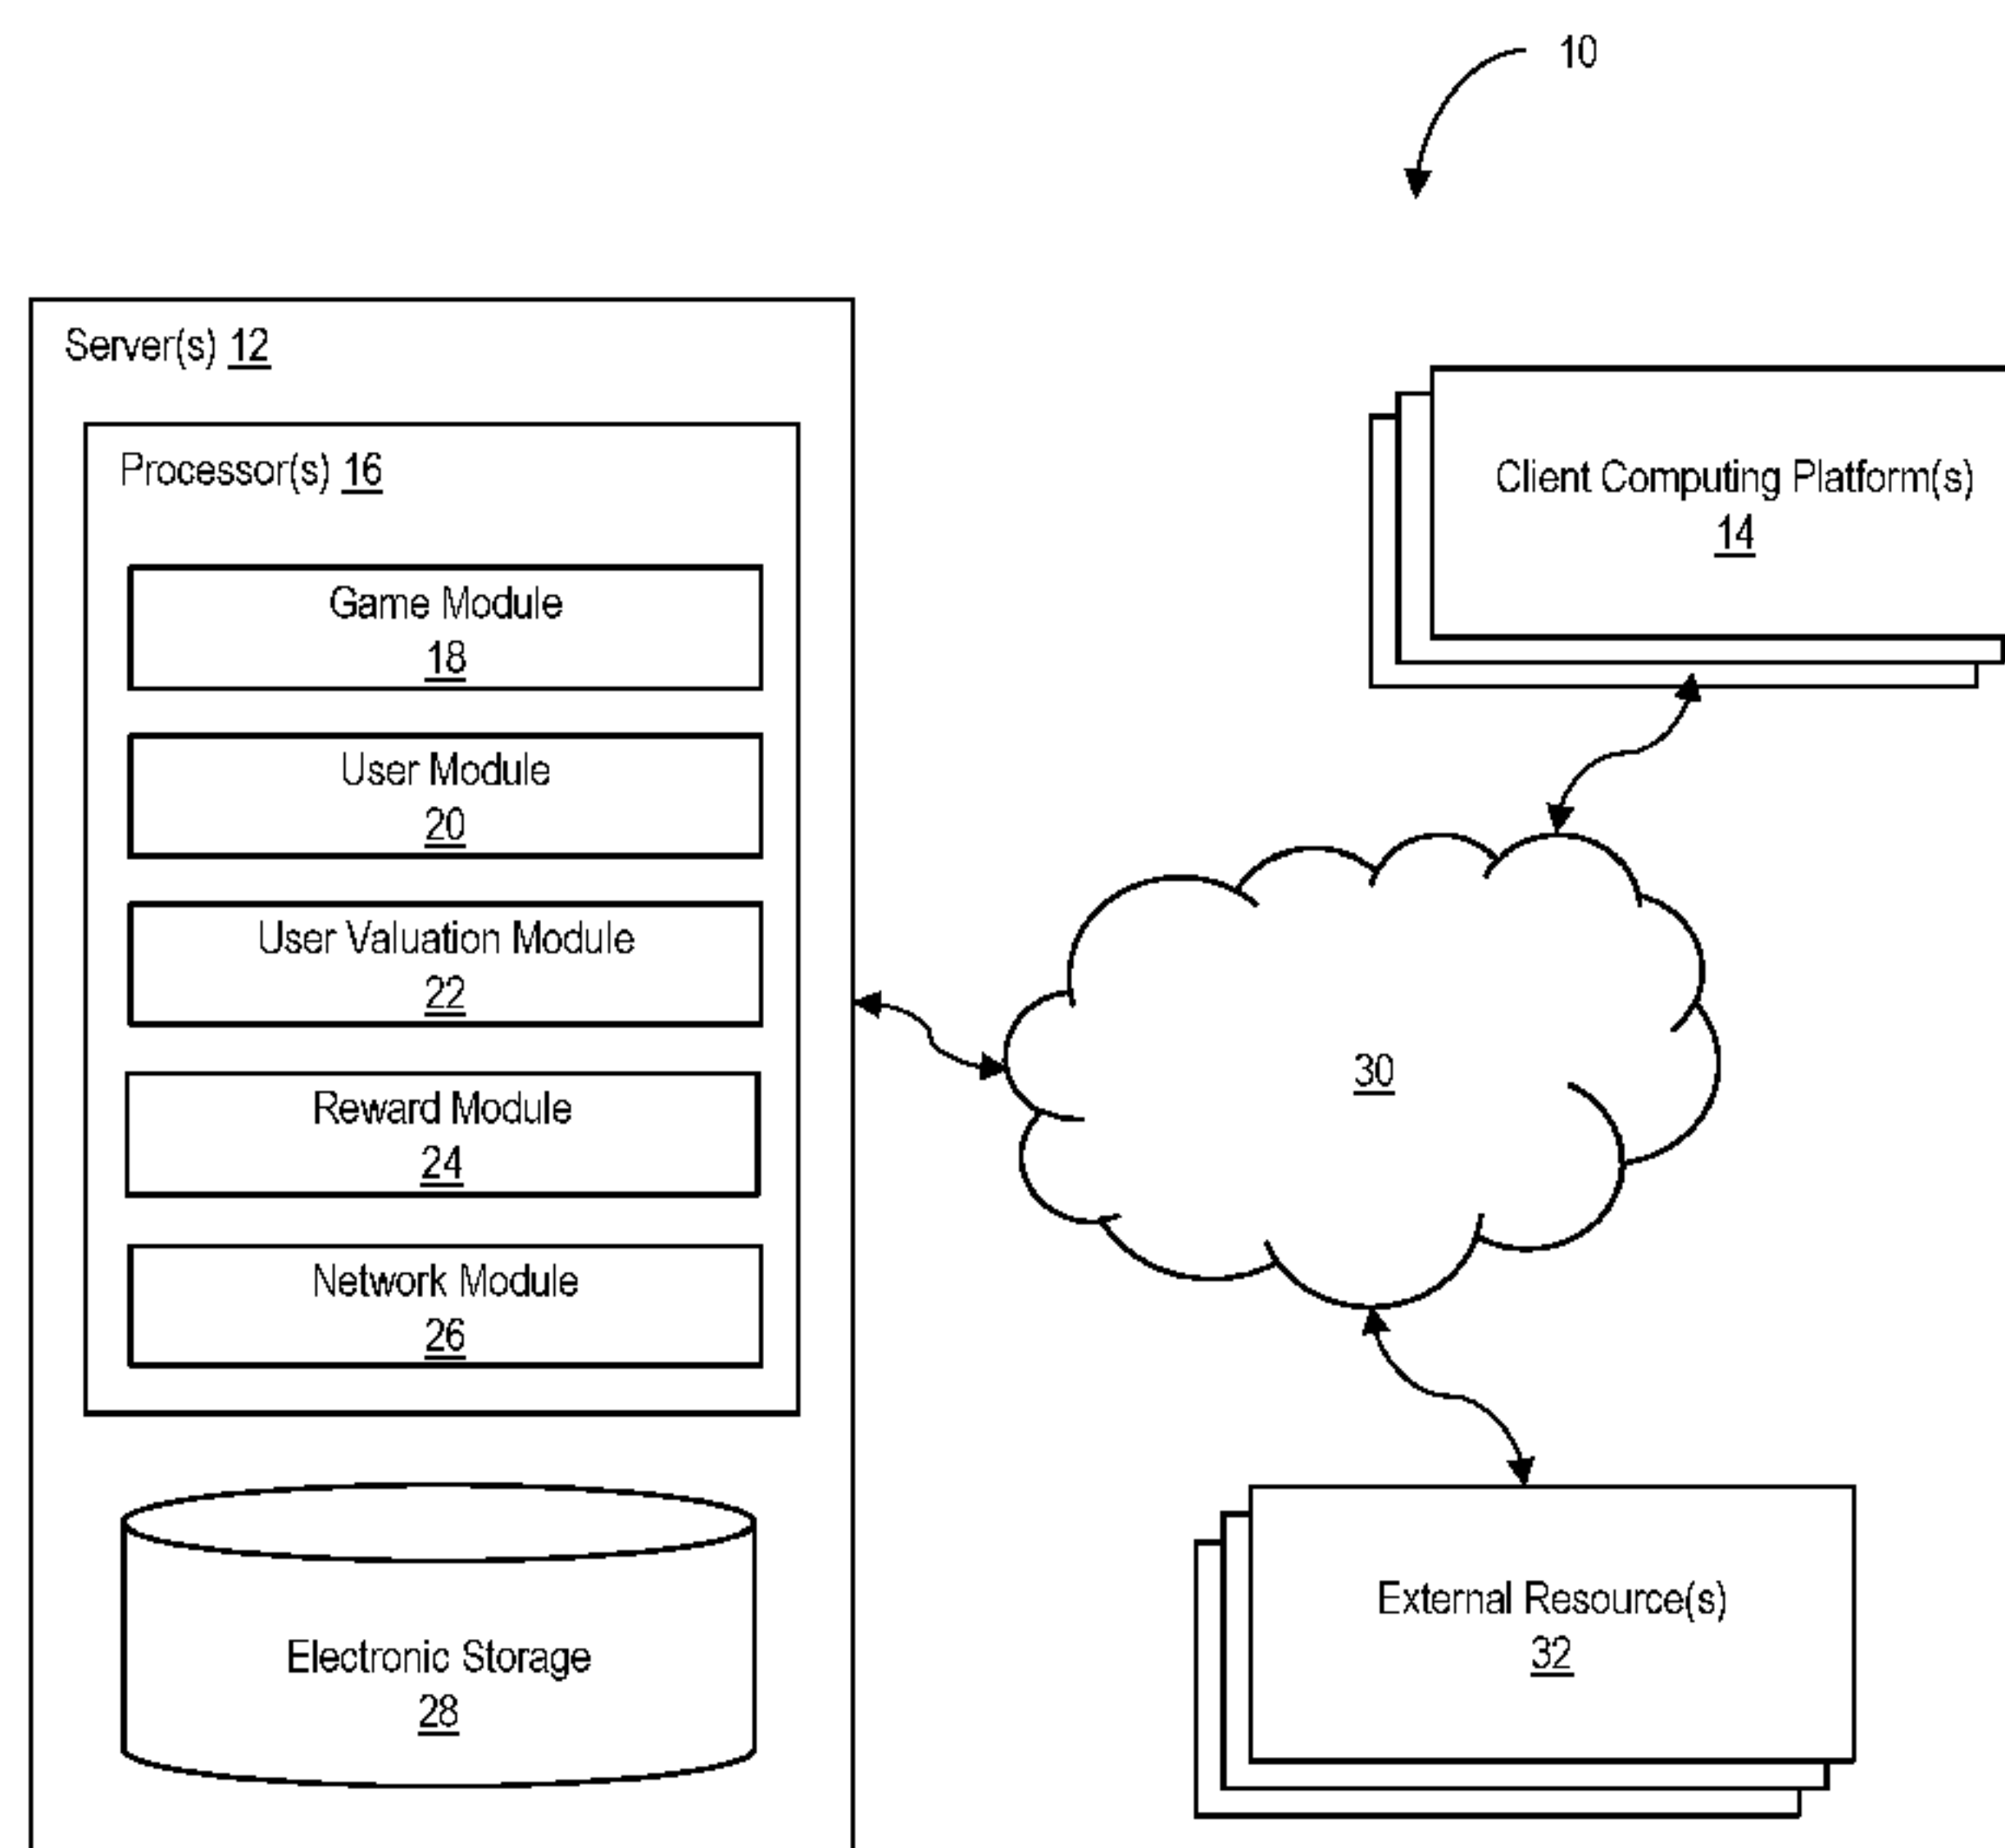 10
Server(s) 12
Processor(s) 16
Game Module
18
User Module
20
User Valuation Module
22
Reward Module
24
Network Module
26
Electronic Storage
28
Client Computing Platform(s)
14
30
External Resource(s)
32